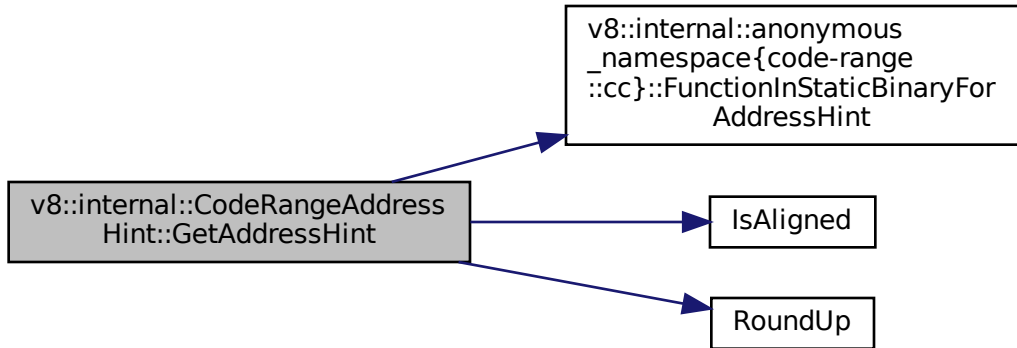 v8::internal::anonymous
_namespace{code-range
::cc}::FunctionInStaticBinaryFor
AddressHint
v8::internal::CodeRangeAddress
Hint::GetAddressHint
IsAligned
RoundUp